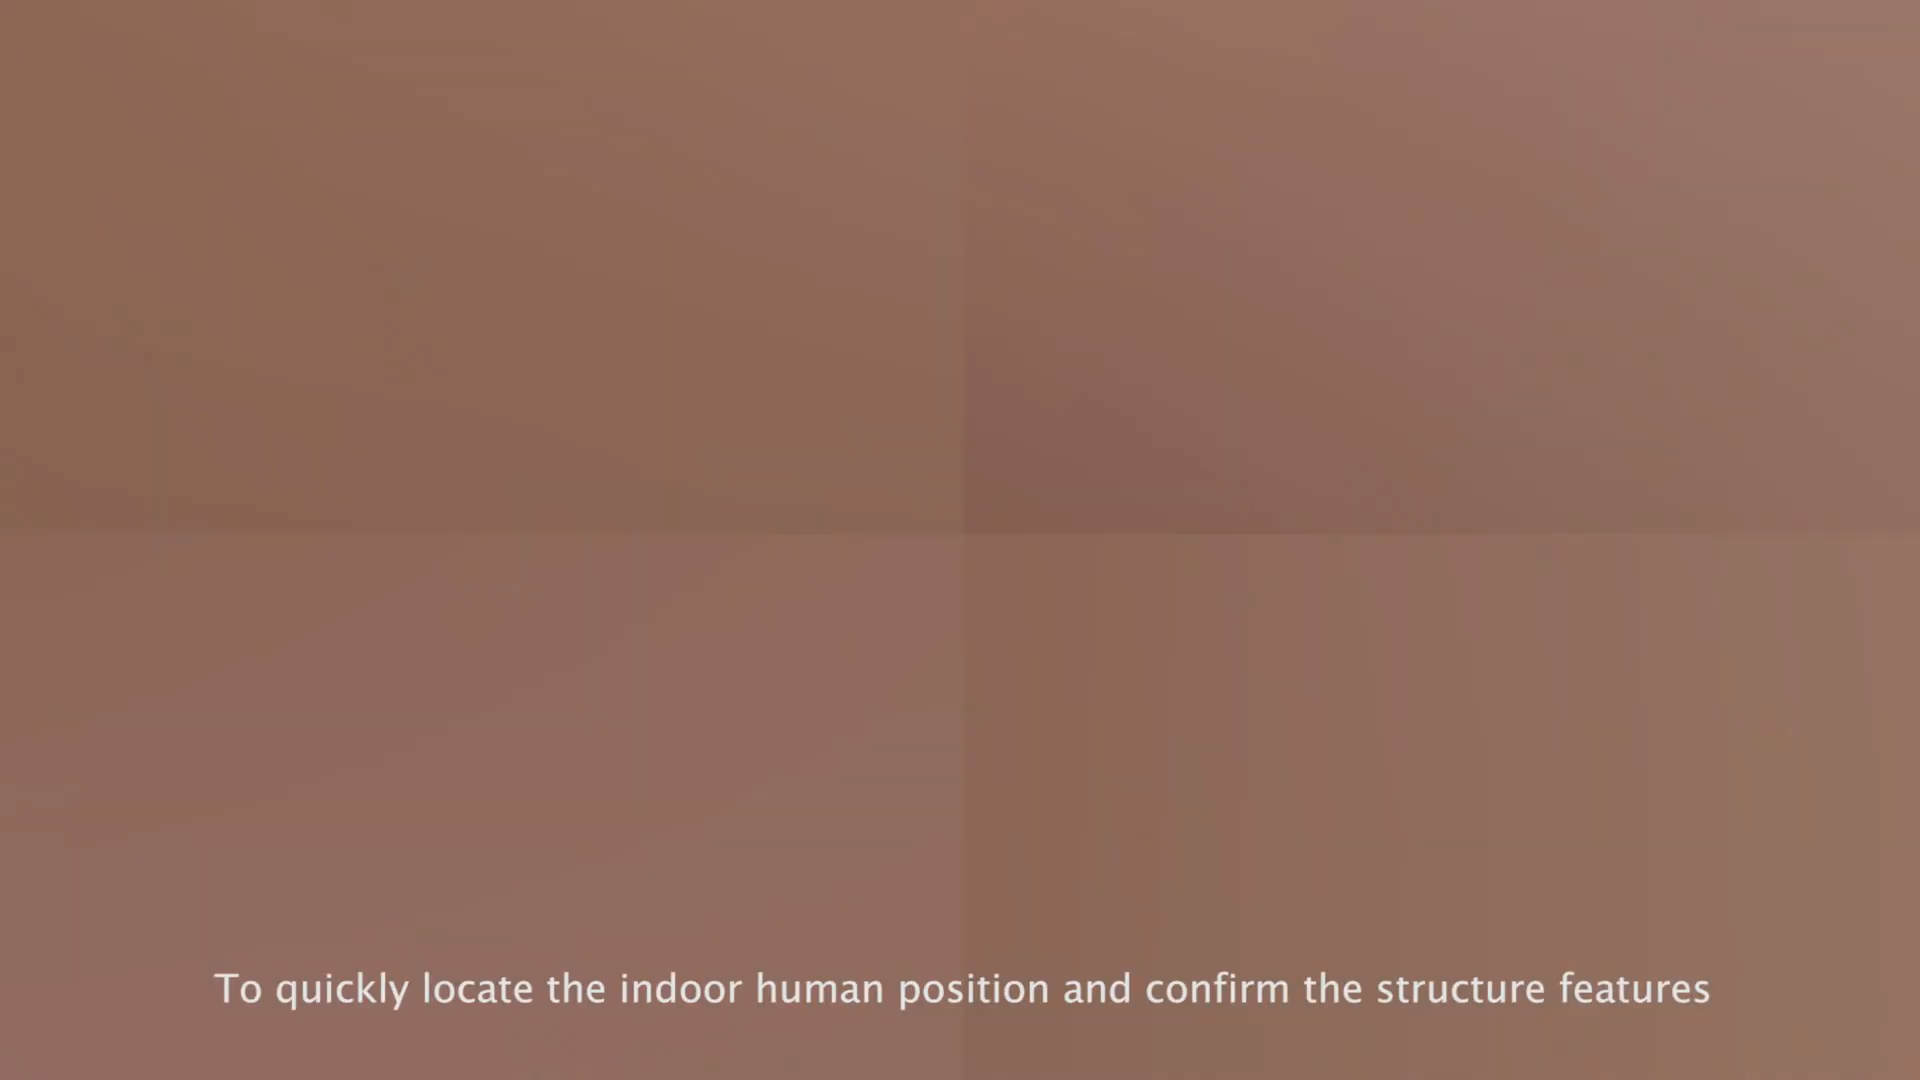 To quickly locate the indoor human position and confirm the structure features